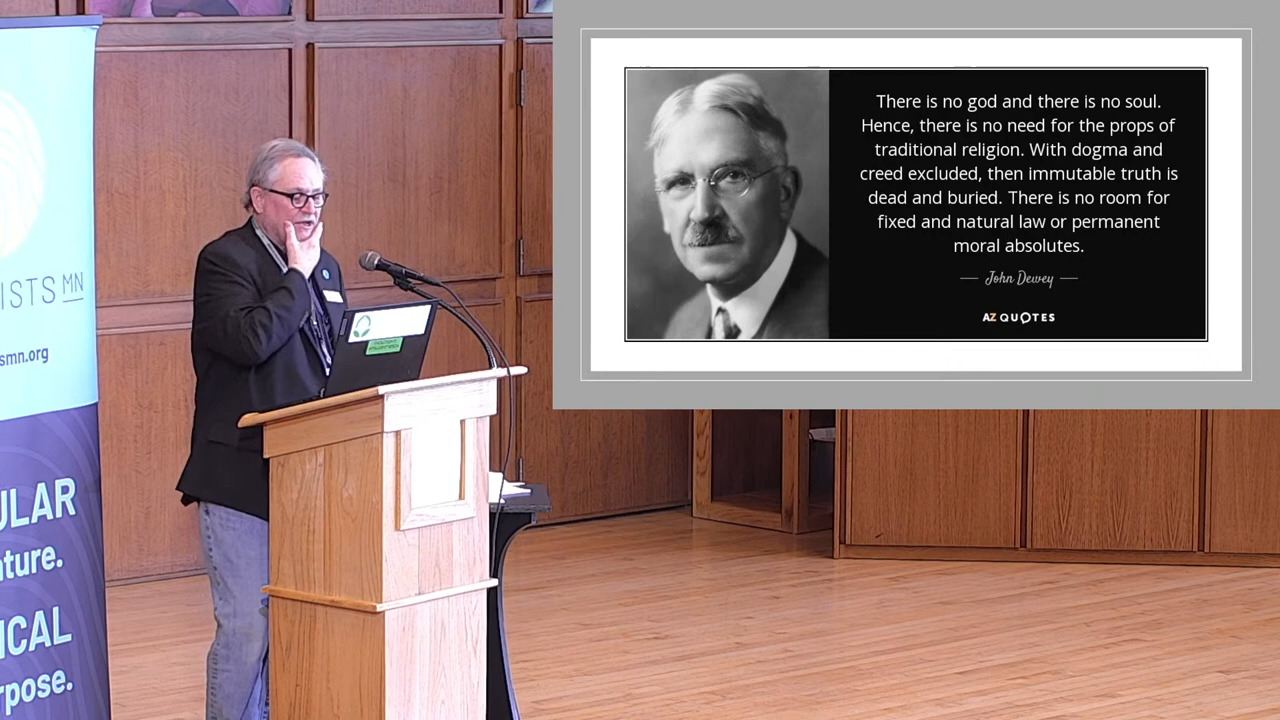 ISTS MN
smn.org
ULAR
ture.
ICAL
rpose.
There is no god and there is no soul.
Hence, there is no need for the props of
traditional religion. With dogma and
creed excluded, then immutable truth is
dead and buried. There is no room for
fixed and natural law or permanent
moral absolutes.
John Dewey
AZ QUOTES